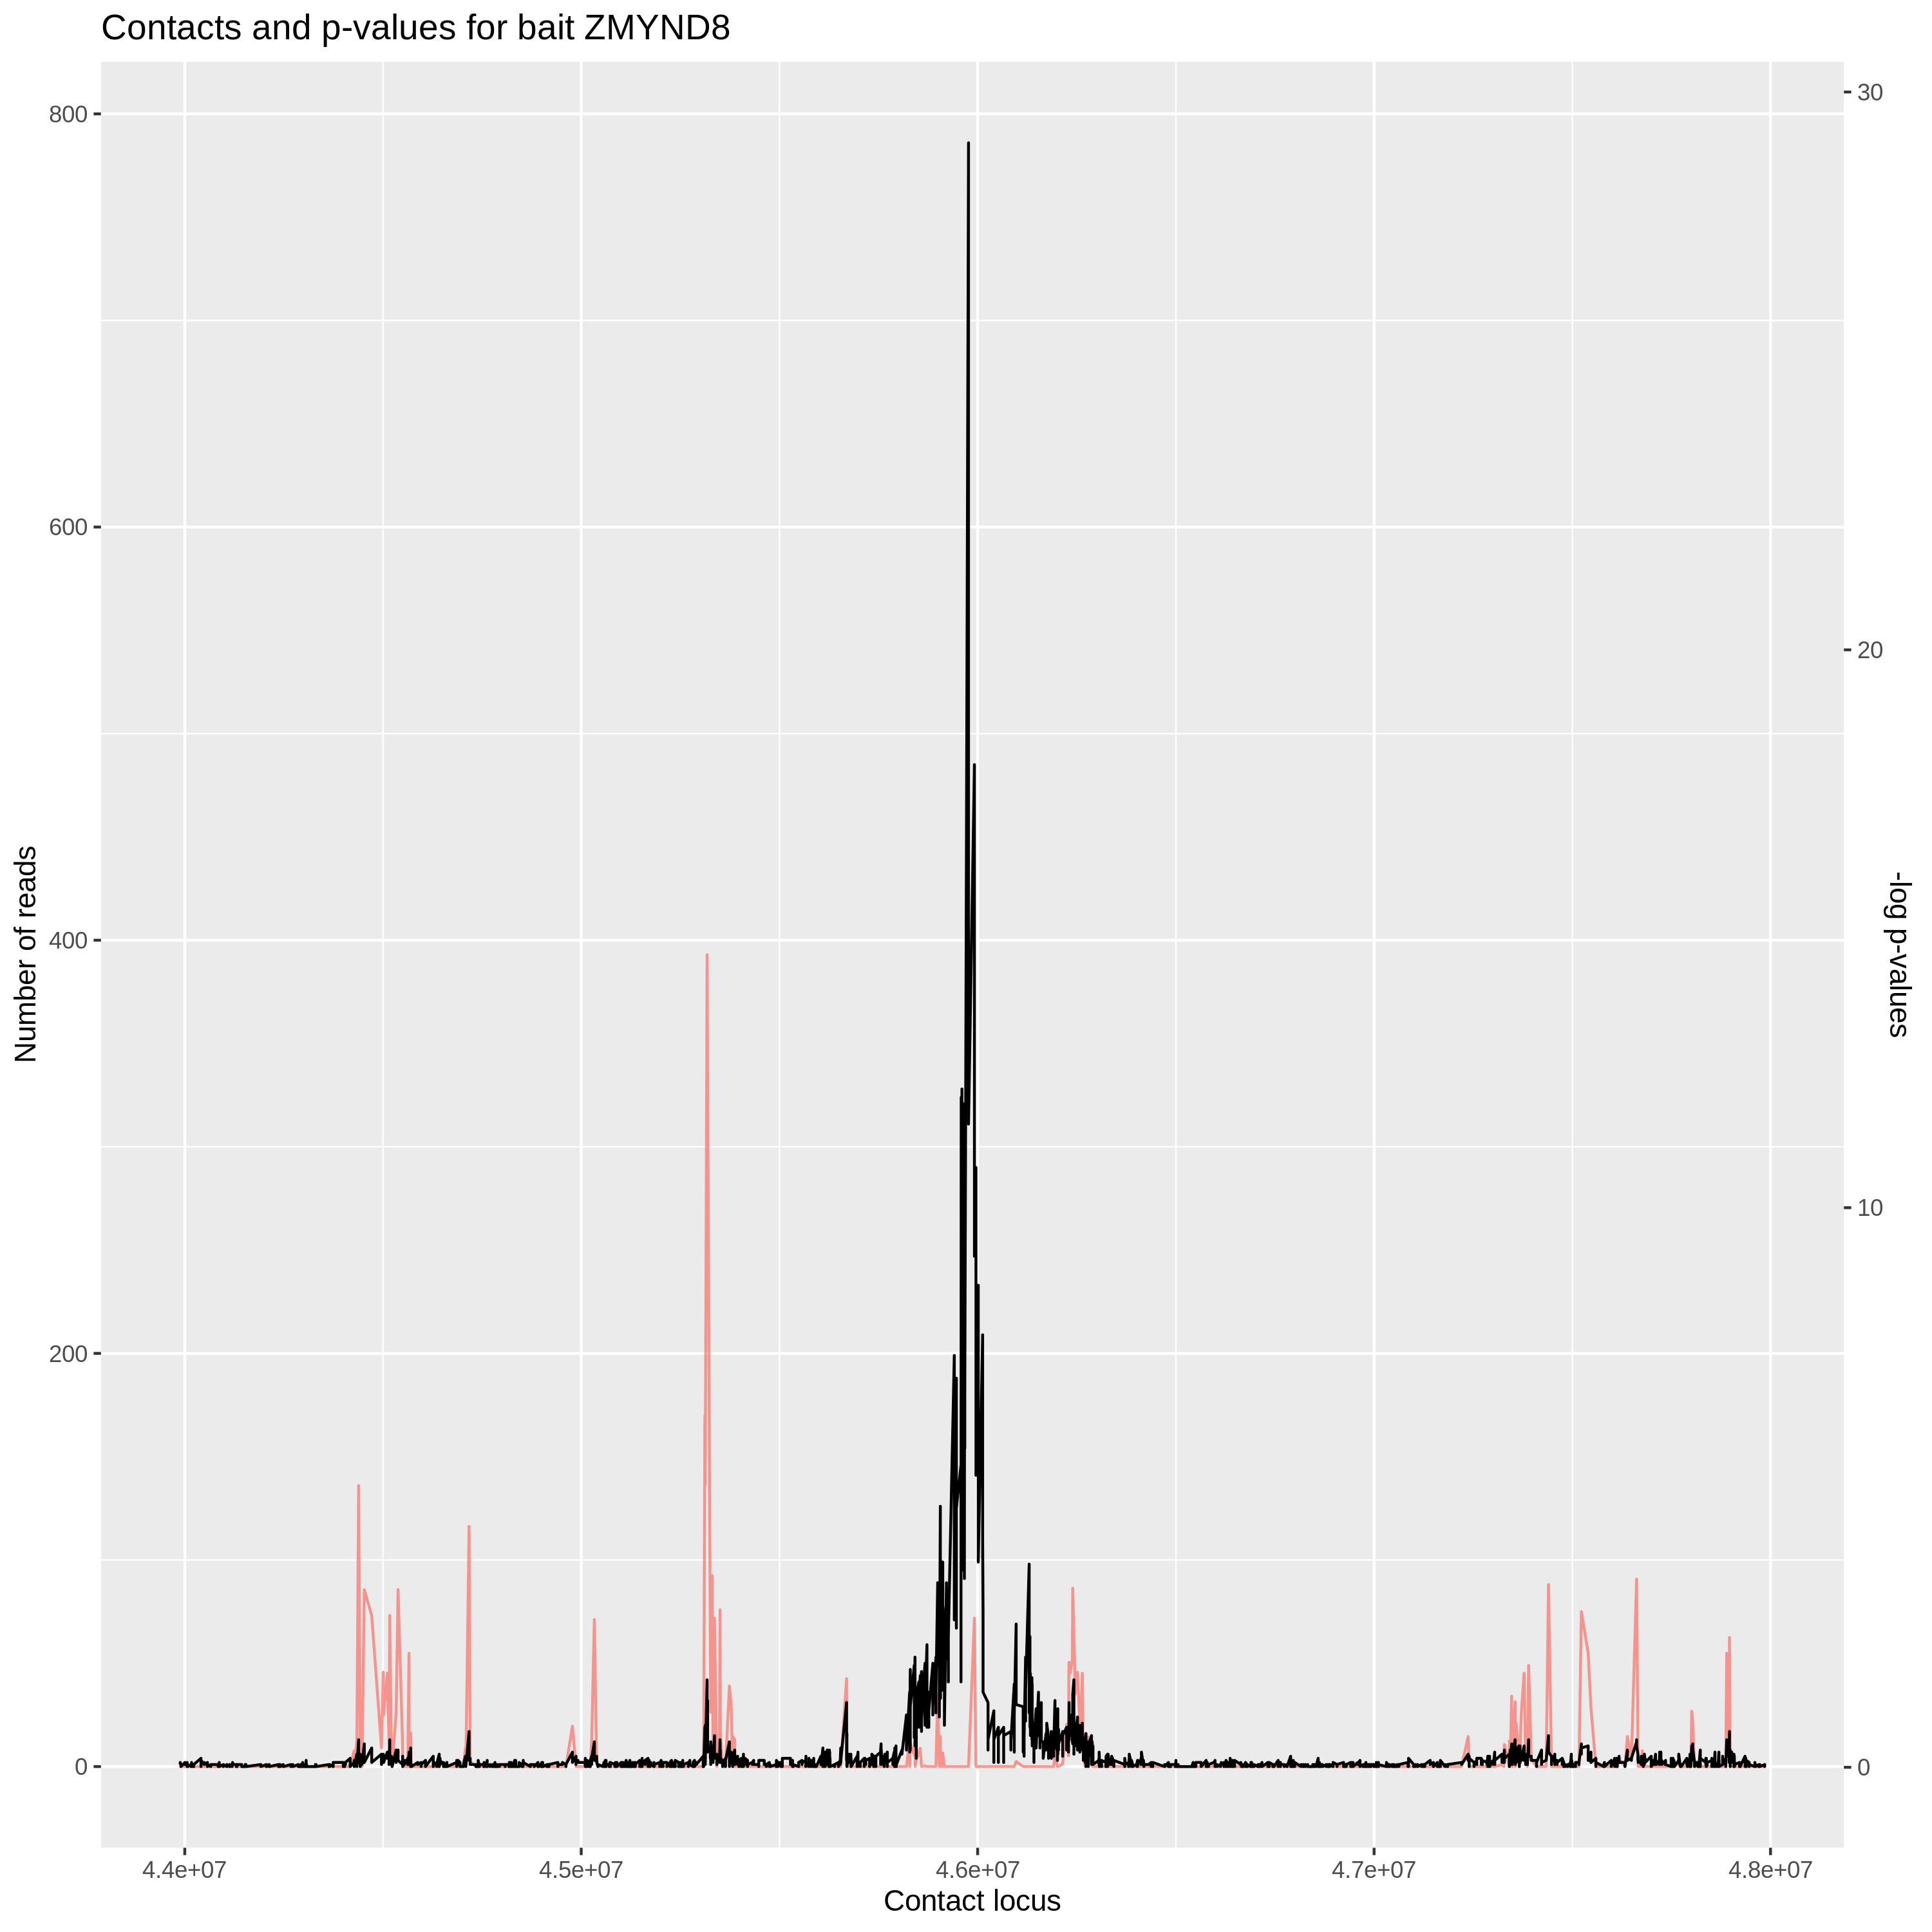 Contacts and p-values for bait ZMYND8
800
600
400
200
0
Number of reads
30
20
10
0
-log p-values
4.4e+07 4.5e+07 4.6e+07 4.7e+07 4.8e+07
Contact locus